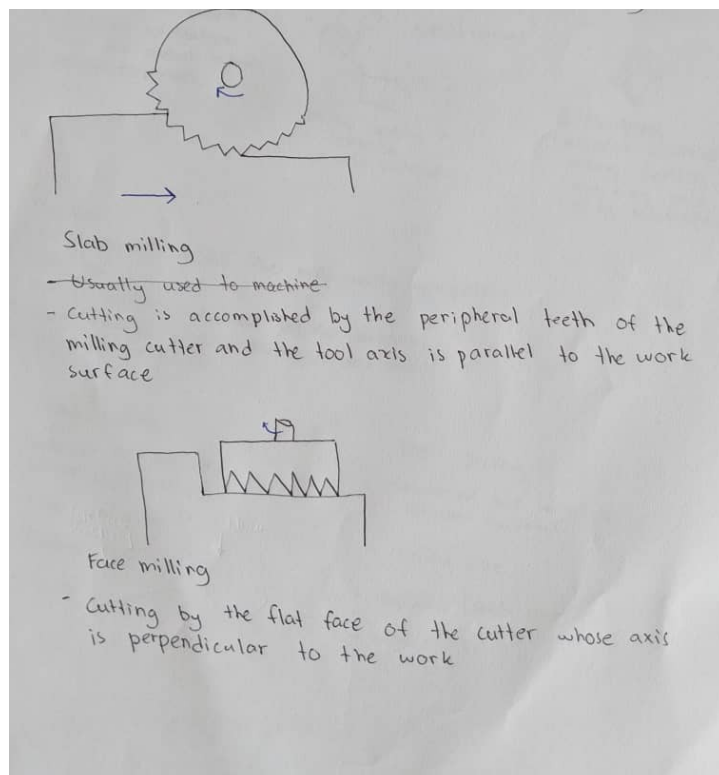 Slab milling
- Usually used to machine
- Cutting is accomplished by the peripheral teeth of the
milling cutter and the tool axis is parallel to the work
surface
Face milling
- Cutting by the flat face of the cutter whose axis
is perpendicular to the work